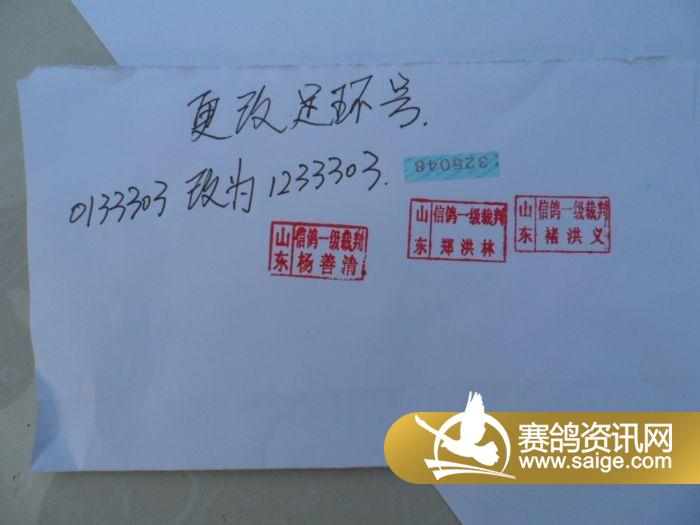 更改足环号.
0133303 改为 1233303.
325048
山东 信鸽一级裁判 杨善清
山东 信鸽一级裁判 郑洪林
山东 信鸽一级裁判 褚洪义
赛鸽资讯网
www.saige.com